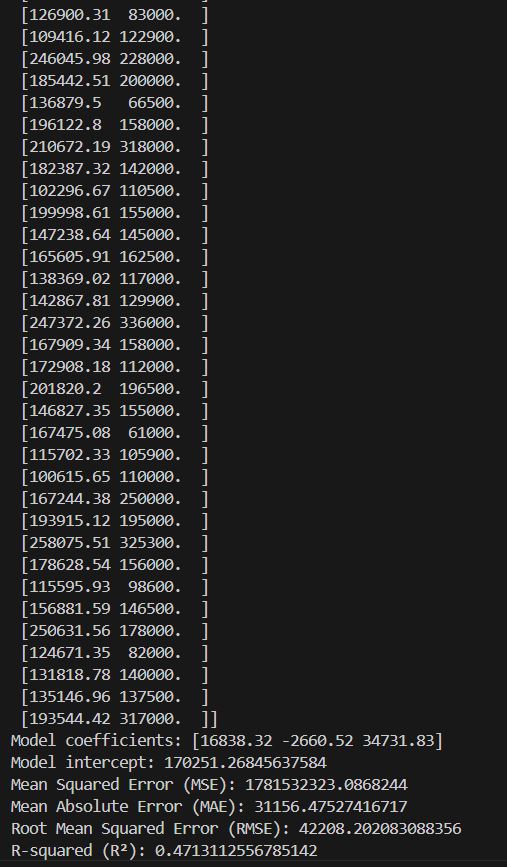 [126900.31  83000.  ]
[109416.12 122900.  ]
[246045.98 228000.  ]
[185442.51 200000.  ]
[136879.5   66500.  ]
[196122.8  158000.  ]
[210672.19 318000.  ]
[182387.32 142000.  ]
[102296.67 110500.  ]
[199998.61 155000.  ]
[147238.64 145000.  ]
[165605.91 162500.  ]
[138369.02 117000.  ]
[142867.81 129900.  ]
[247372.26 336000.  ]
[167909.34 158000.  ]
[172908.18 112000.  ]
[201820.2  196500.  ]
[146827.35 155000.  ]
[167475.08  61000.  ]
[115702.33 105900.  ]
[100615.65 110000.  ]
[167244.38 250000.  ]
[193915.12 195000.  ]
[258075.51 325300.  ]
[178628.54 156000.  ]
[115595.93  98600.  ]
[156881.59 146500.  ]
[250631.56 178000.  ]
[124671.35  82000.  ]
[131818.78 140000.  ]
[135146.96 137500.  ]
[193544.42 317000.  ]]
Model coefficients: [16838.32 -2660.52 34731.83]
Model intercept: 170251.26845637584
Mean Squared Error (MSE): 1781532323.0868244
Mean Absolute Error (MAE): 31156.47527416717
Root Mean Squared Error (RMSE): 42208.202083088356
R-squared (R²): 0.4713112556785142